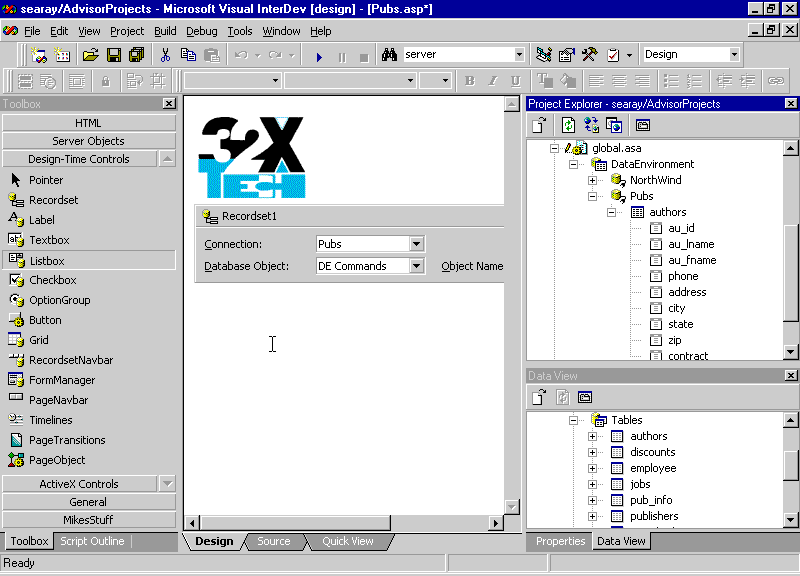 searay/AdvisorProjects - Microsoft Visual InterDev [design] - [Pubs.asp*]
File Edit View Project Build Debug Tools Window Help
server
Design
B I U
Toolbox
HTML
Server Objects
Design-Time Controls
Pointer
Recordset
Label
Textbox
Listbox
Checkbox
OptionGroup
Button
Grid
RecordsetNavbar
FormManager
PageNavbar
Timelines
PageTransitions
PageObject
ActiveX Controls
General
MikesStuff
Toolbox Script Outline
32X
TECH
Recordset1
Connection: Pubs
Database Object: DE Commands Object Name
Design Source Quick View
Project Explorer - searay/AdvisorProjects
global.asa
DataEnvironment
NorthWind
Pubs
authors
au_id
au_lname
au_fname
phone
address
city
state
zip
contract
Data View
Tables
authors
discounts
employee
jobs
pub_info
publishers
Properties Data View
Ready